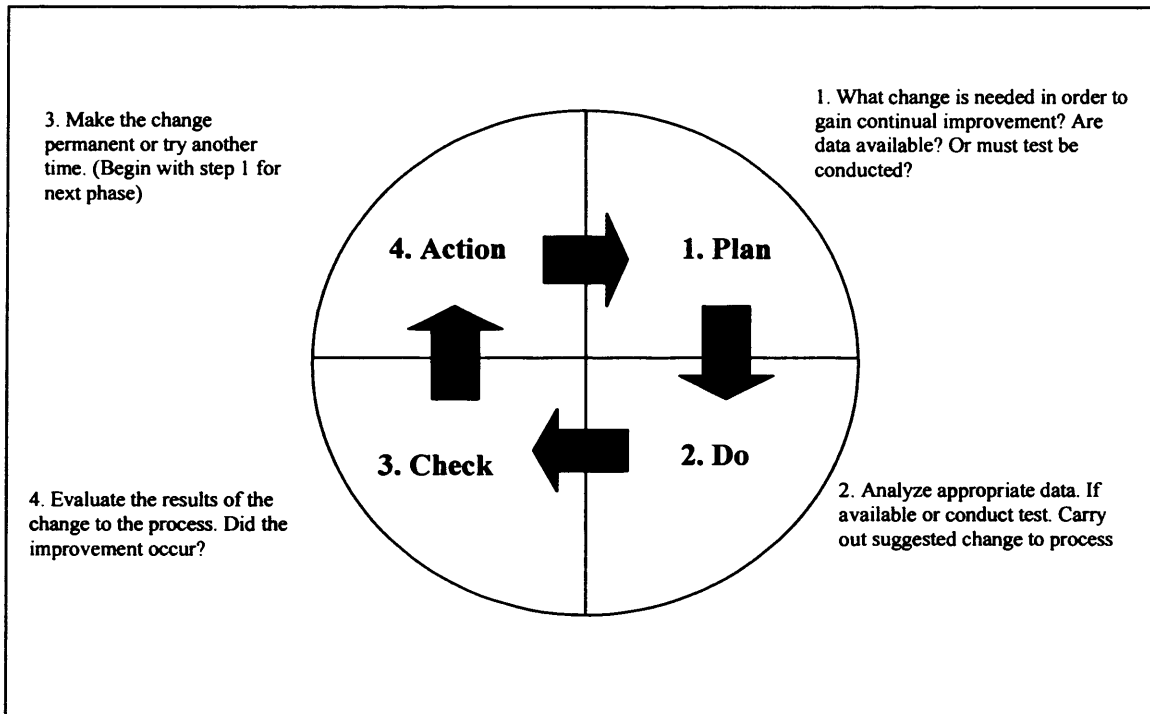 3. Make the change
permanent or try another
time. (Begin with step 1 for
next phase)
1. What change is needed in order to
gain continual improvement? Are
data available? Or must test be
conducted?
4. Action
1. Plan
3. Check
2. Do
4. Evaluate the results of the
change to the process. Did the
improvement occur?
2. Analyze appropriate data. If
available or conduct test. Carry
out suggested change to process